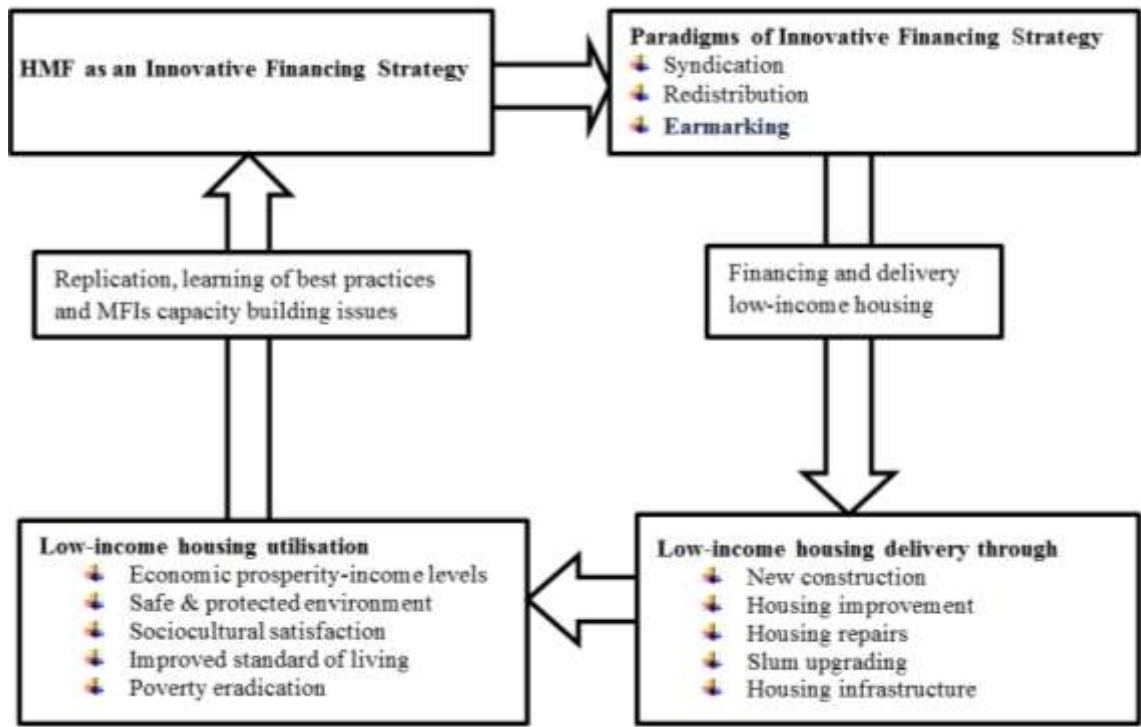 HMF as an Innovative Financing Strategy
Paradigms of Innovative Financing Strategy
Syndication
Redistribution
Earmarking
Replication, learning of best practices
and MFIs capacity building issues
Financing and delivery
low-income housing
Low-income housing utilisation
Economic prosperity-income levels
Safe & protected environment
Sociocultural satisfaction
Improved standard of living
Poverty eradication
Low-income housing delivery through
New construction
Housing improvement
Housing repairs
Slum upgrading
Housing infrastructure